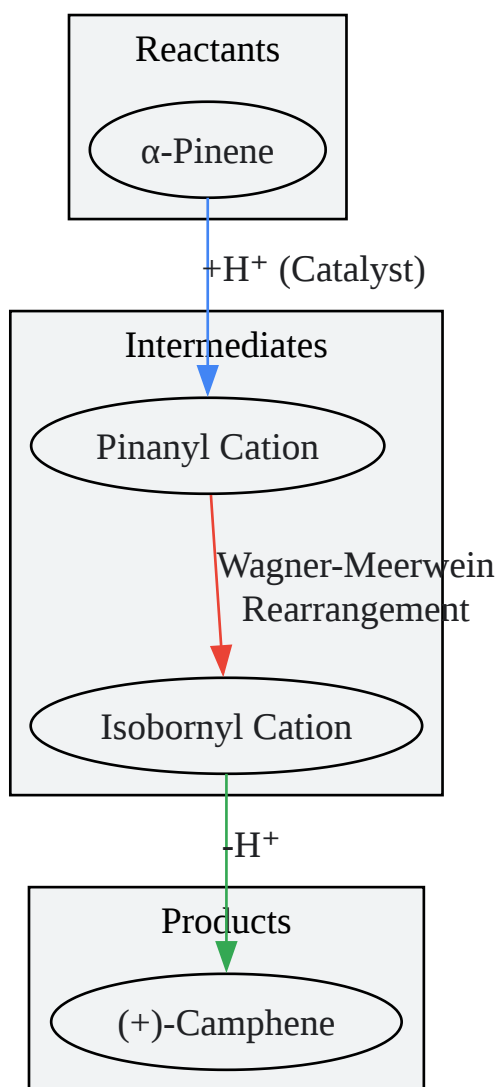 Reactants
α-Pinene
+H⁺ (Catalyst)
Intermediates
Pinanyl Cation
Wagner-Meerwein
Rearrangement
Isobornyl Cation
-H⁺
Products
(+)-Camphene